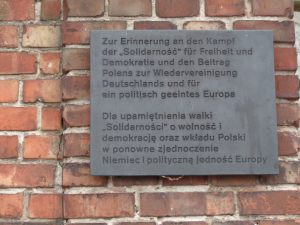 Zur Erinnerung an den Kampf
der „Solidarność“ für Freiheit und
Demokratie und den Beitrag
Polens zur Wiedervereinigung
Deutschlands und für
ein politisch geeintes Europa
Dla upamiętnienia walki
"Solidarności" o wolność i
demokrację oraz wkładu Polski
w ponowne zjednoczenie
Niemiec i polityczną jedność Europy